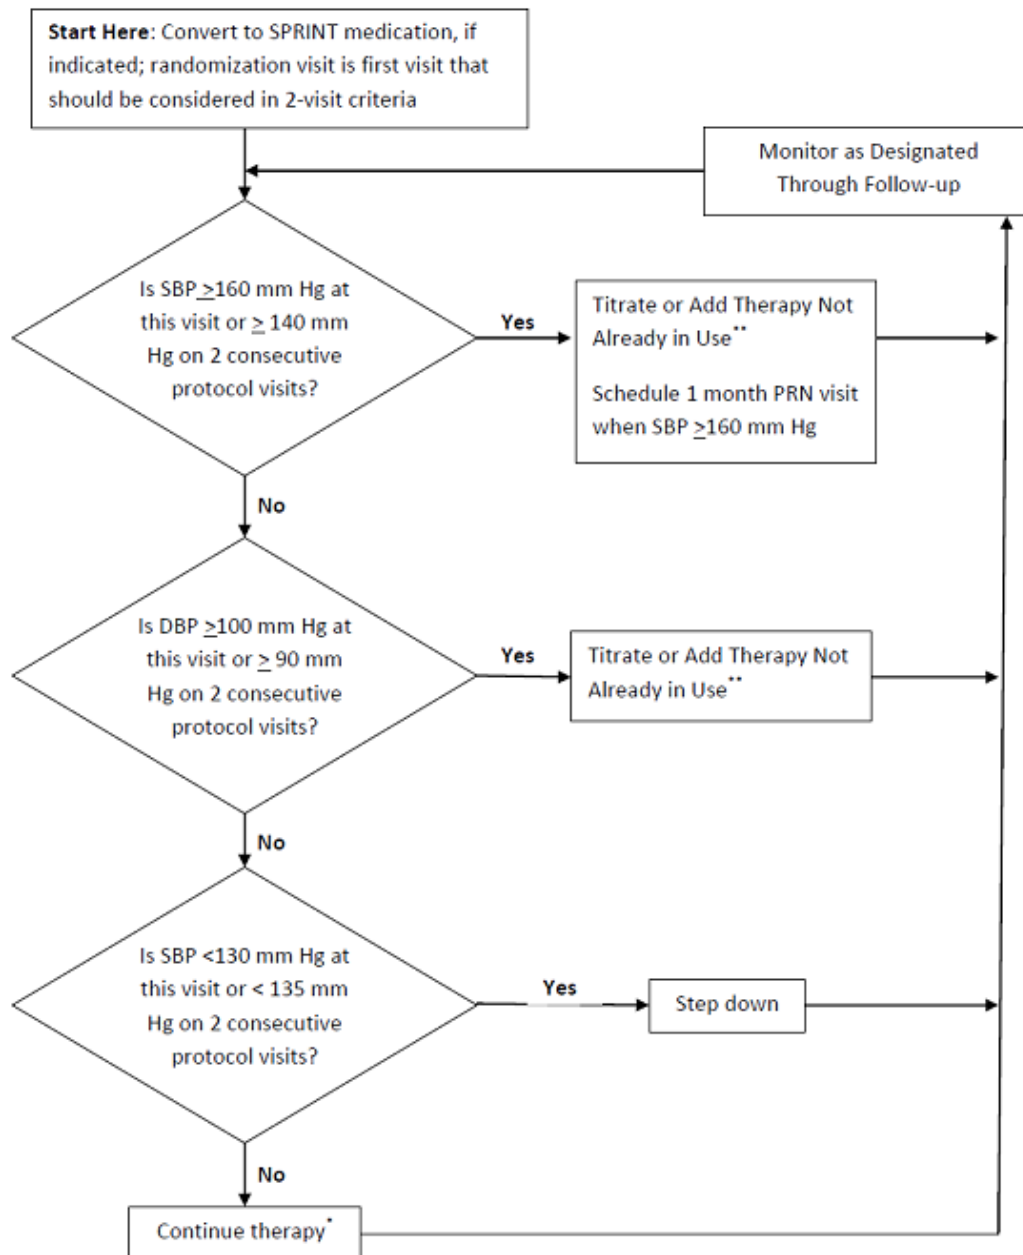 Start Here: Convert to SPRINT medication, if
indicated; randomization visit is first visit that
should be considered in 2-visit criteria
Monitor as Designated
Through Follow-up
Is SBP ≥160 mm Hg at
this visit or ≥ 140 mm
Hg on 2 consecutive
protocol visits?
Yes
Titrate or Add Therapy Not
Already in Use**
Schedule 1 month PRN visit
when SBP ≥160 mm Hg
No
Is DBP ≥100 mm Hg at
this visit or ≥ 90 mm
Hg on 2 consecutive
protocol visits?
Yes
Titrate or Add Therapy Not
Already in Use**
No
Is SBP <130 mm Hg at
this visit or < 135 mm
Hg on 2 consecutive
protocol visits?
Yes
Step down
No
Continue therapy*